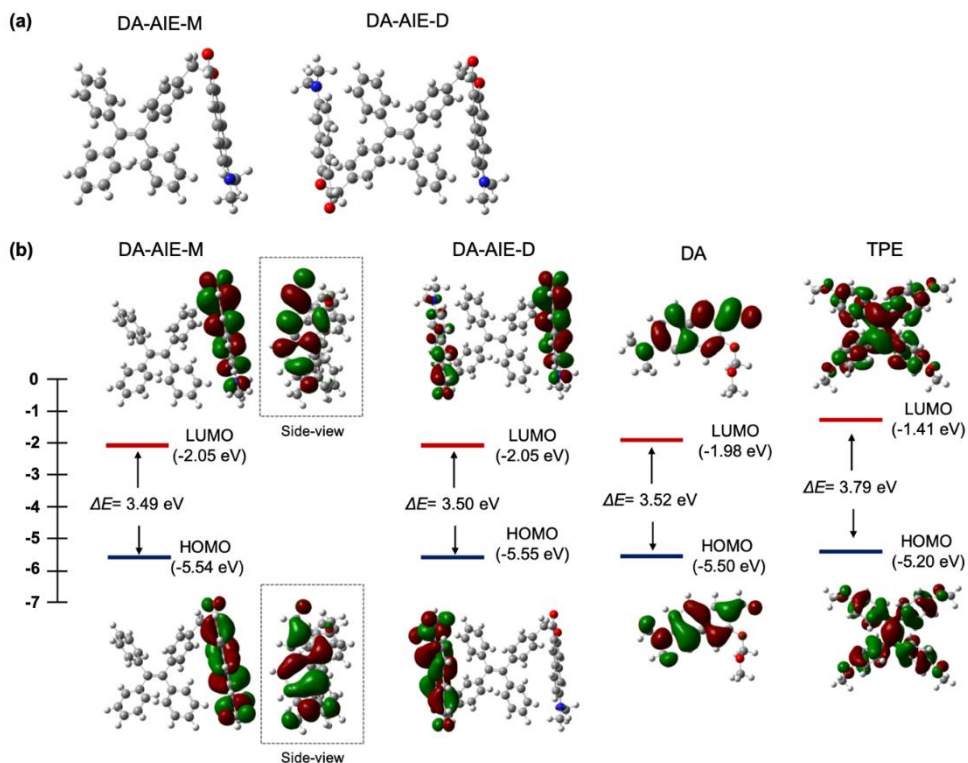 (a)
DA-AIE-M
DA-AIE-D
(b)
DA-AIE-M
DA-AIE-D
DA
TPE
Side-view
0
-1
-2
-3
-4
-5
-6
-7
LUMO
(-2.05 eV)
ΔE= 3.49 eV
HOMO
(-5.54 eV)
LUMO
(-2.05 eV)
ΔE= 3.50 eV
HOMO
(-5.55 eV)
LUMO
(-1.98 eV)
ΔE= 3.52 eV
HOMO
(-5.50 eV)
LUMO
(-1.41 eV)
ΔE= 3.79 eV
HOMO
(-5.20 eV)
Side-view